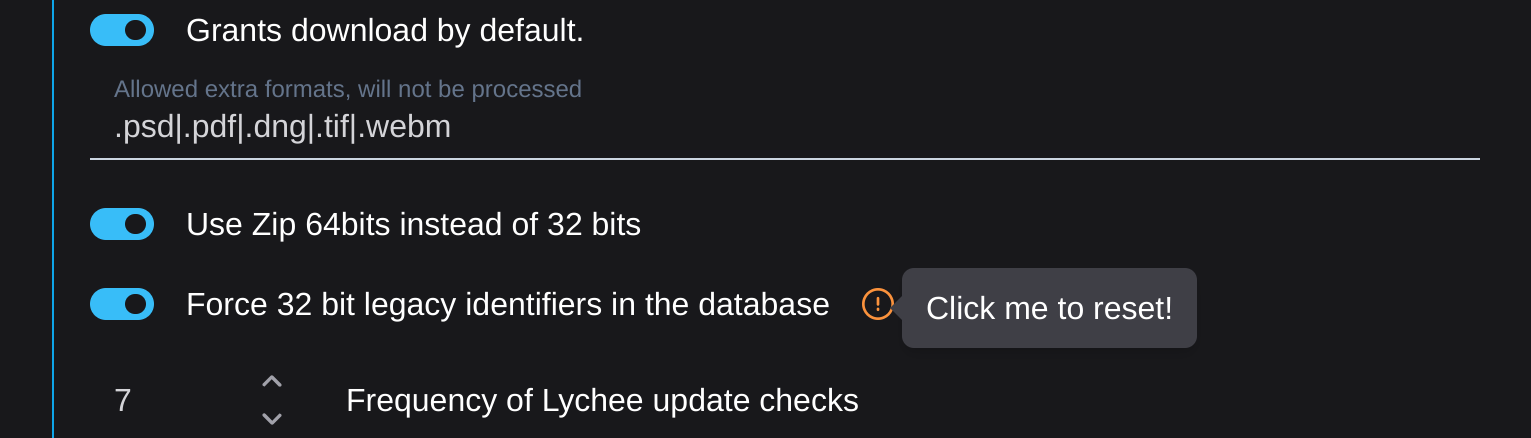 Grants download by default.
Allowed extra formats, will not be processed
.psd|.pdf|.dng|.tif|.webm
Use Zip 64bits instead of 32 bits
Force 32 bit legacy identifiers in the database
Click me to reset!
7 Frequency of Lychee update checks